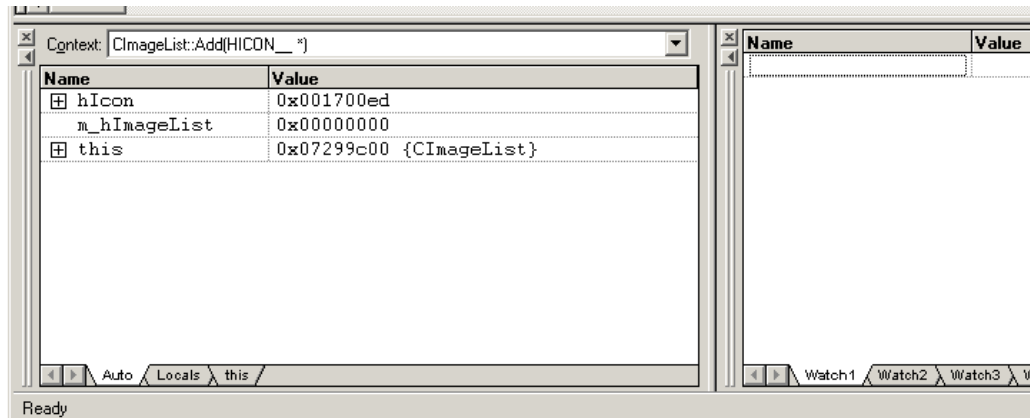 Context: CImageList::Add(HICON__ *)
Name Value
hIcon 0x001700ed
m_hImageList 0x00000000
this 0x07299c00 {CImageList}
Auto Locals this
Name Value
Watch1 Watch2 Watch3
Ready